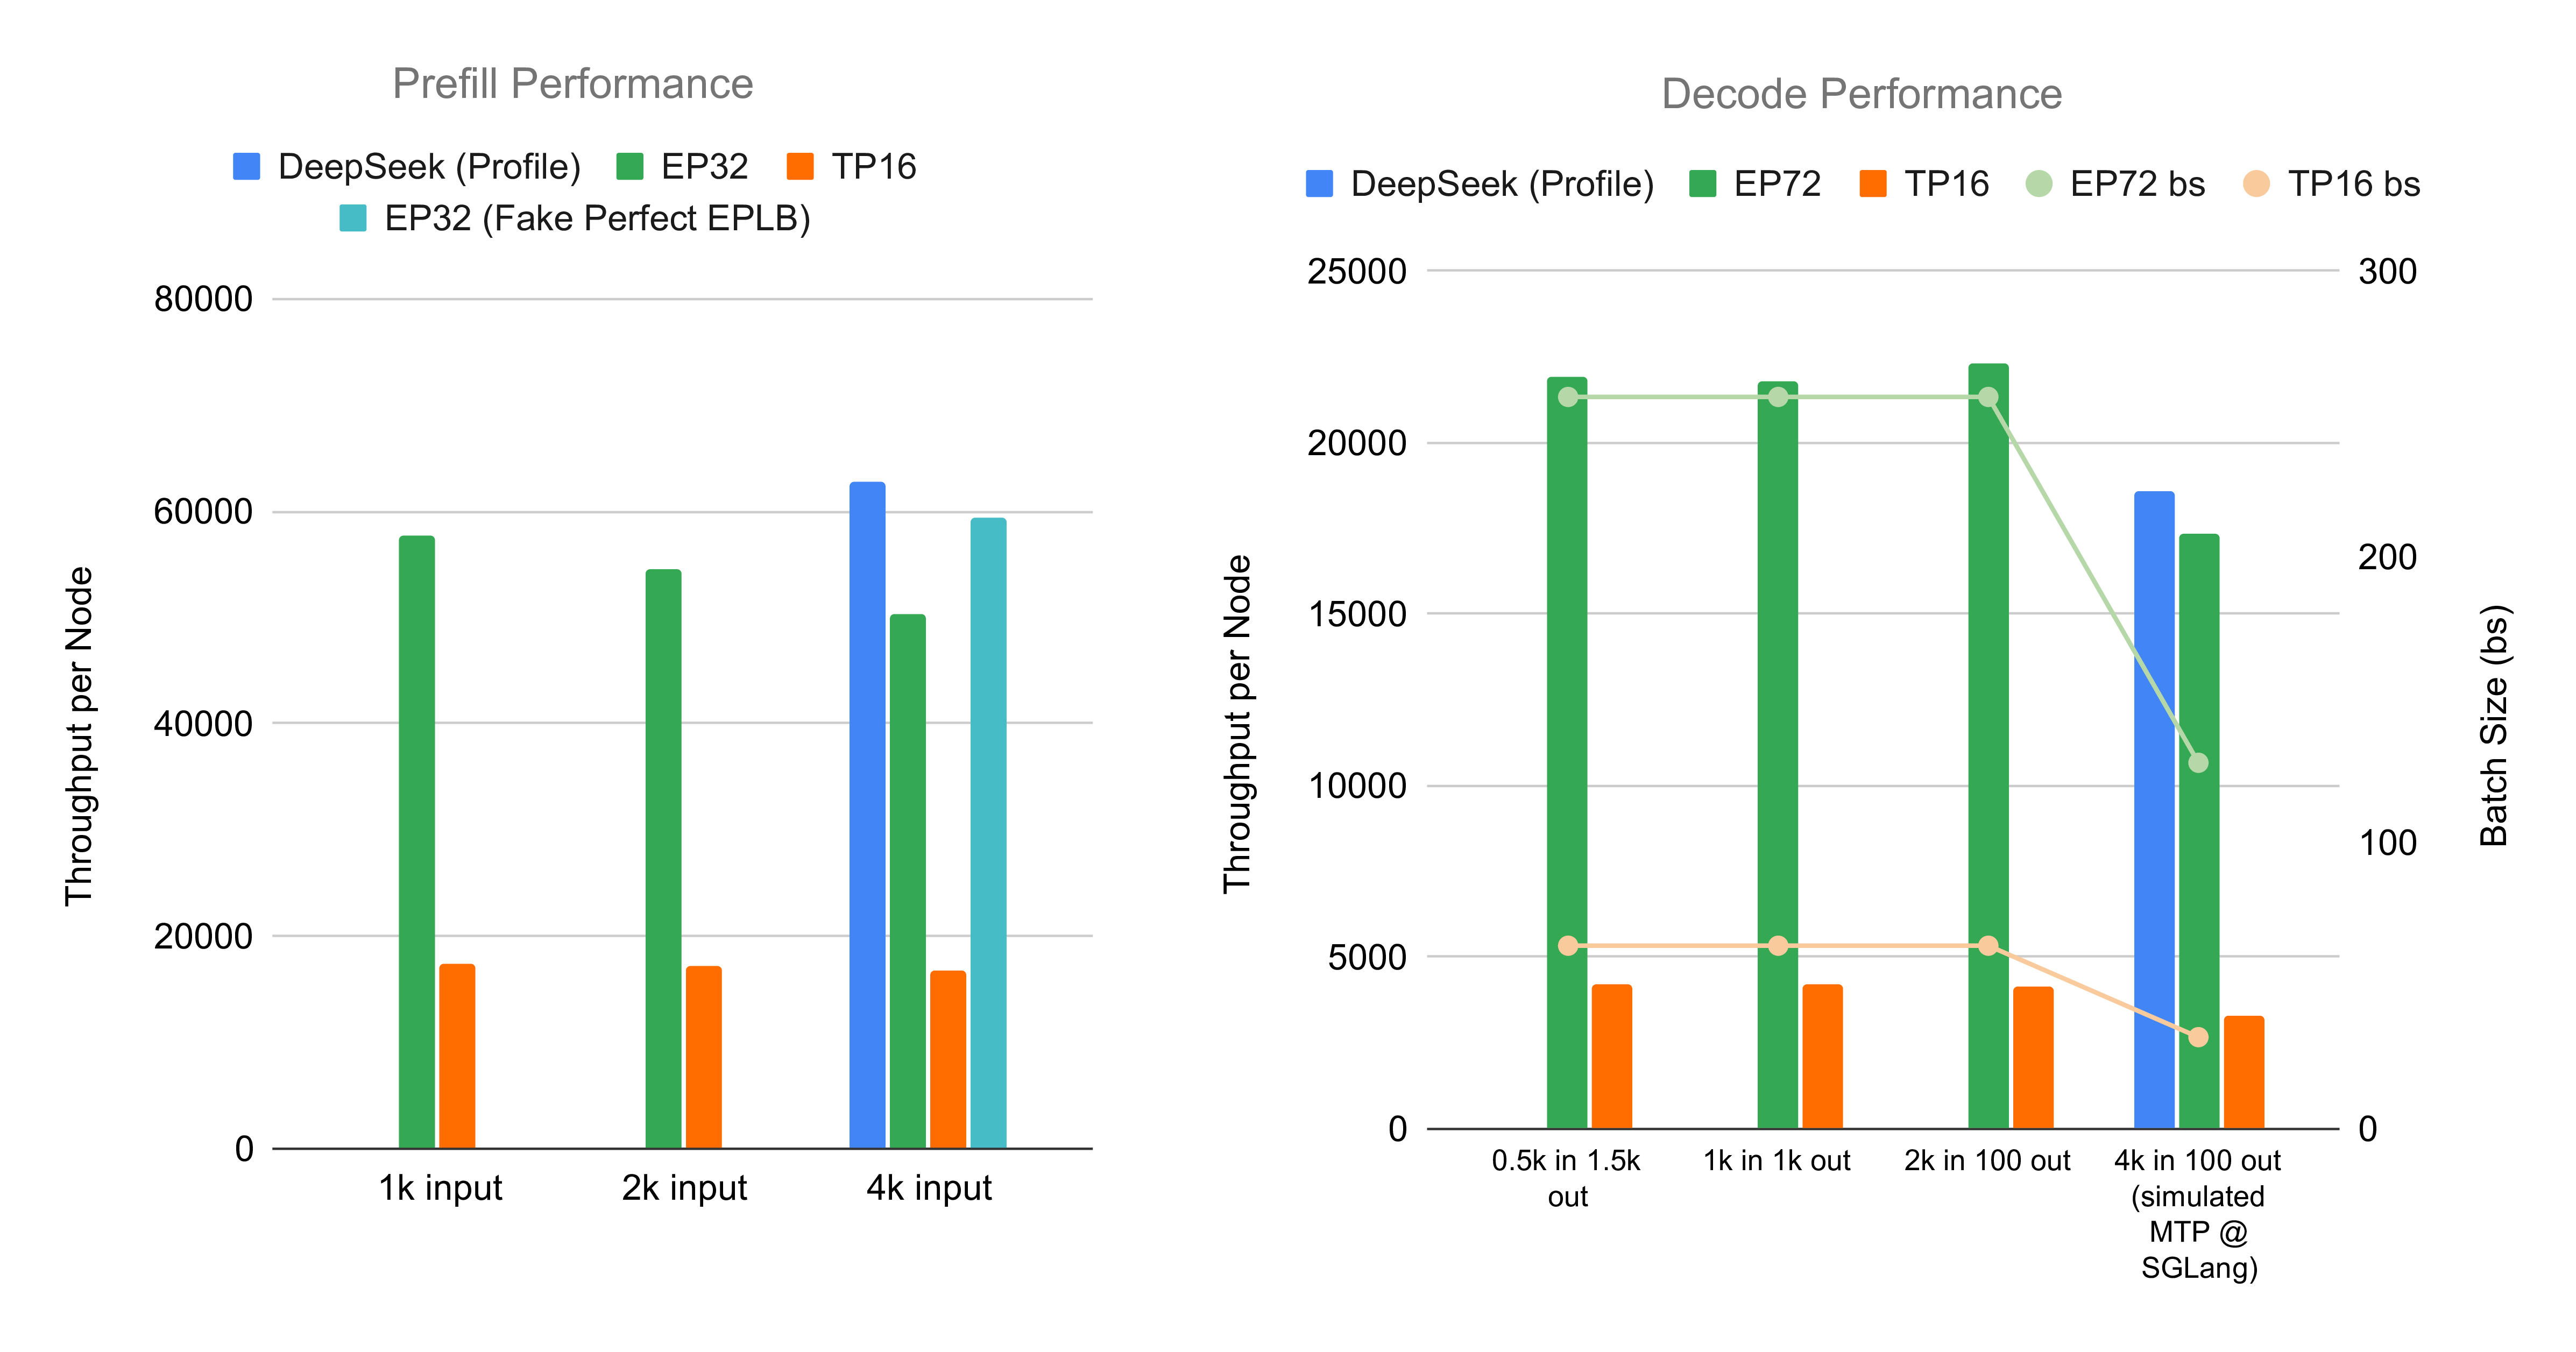 Prefill Performance
DeepSeek (Profile) EP32 TP16
EP32 (Fake Perfect EPLB)
80000
60000
40000
20000
0
Throughput per Node
1k input 2k input 4k input
Decode Performance
DeepSeek (Profile) EP72 TP16 EP72 bs TP16 bs
25000
20000
15000
10000
5000
0
Throughput per Node
300
200
100
0
Batch Size (bs)
0.5k in 1.5k
out
1k in 1k out
2k in 100 out
4k in 100 out
(simulated
MTP @
SGLang)